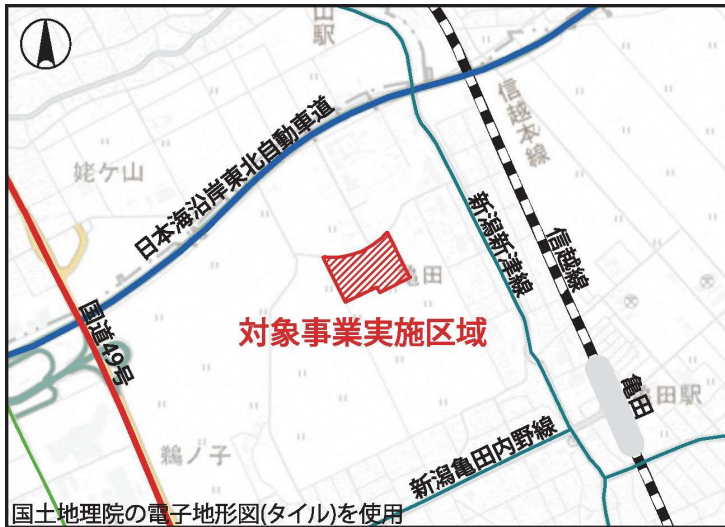 山駅
信越本線
日本海沿岸東北自動車道
姥ケ山
新潟新津線
信越線
亀田
対象事業実施区域
国道49号
亀田
亀田駅
新潟亀田内野線
鵜ノ子
国土地理院の電子地形図(タイル)を使用